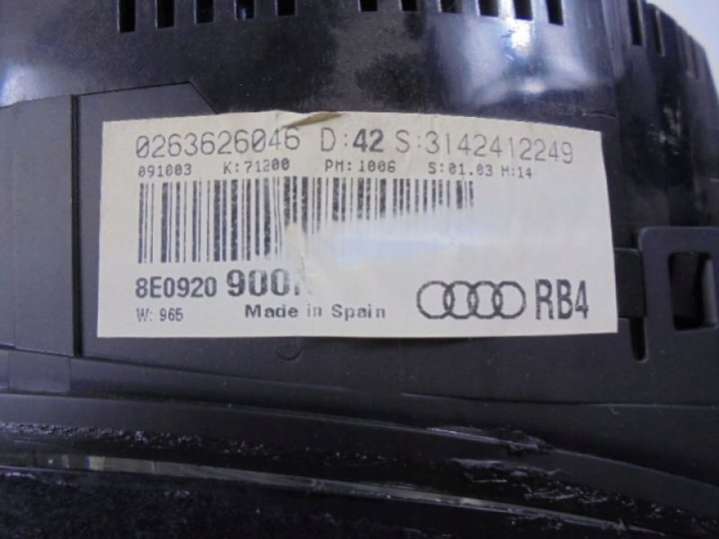 0263626046 D:42 S:3142412249
091003 K:71200 PM:1006 S:01.03 M:14
8E0920 900
RB4
W: 965 Made in Spain